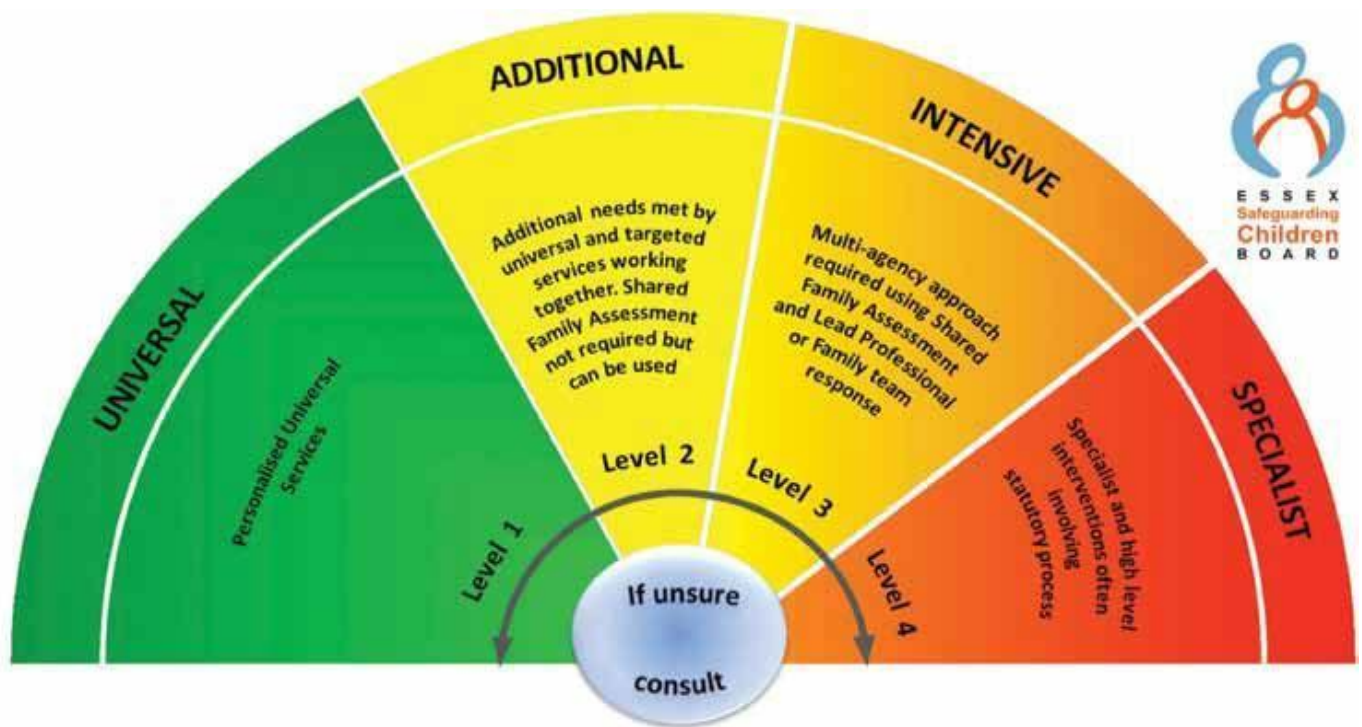 UNIVERSAL
Personalised Universal
Services
Level 1
ADDITIONAL
Additional needs met by
universal and targeted
services working
together. Shared
Family Assessment
not required but
can be used
Level 2
INTENSIVE
Multi-agency approach
required using Shared
Family Assessment
and Lead Professional
or Family team
response
Level 3
SPECIALIST
Specialist and high level
interventions often
involving
statutory process
Level 4
If unsure
consult
ESSEX
Safeguarding
Children
BOARD